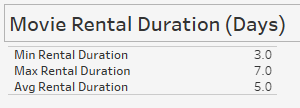 Movie Rental Duration (Days)
Min Rental Duration 3.0
Max Rental Duration 7.0
Avg Rental Duration 5.0